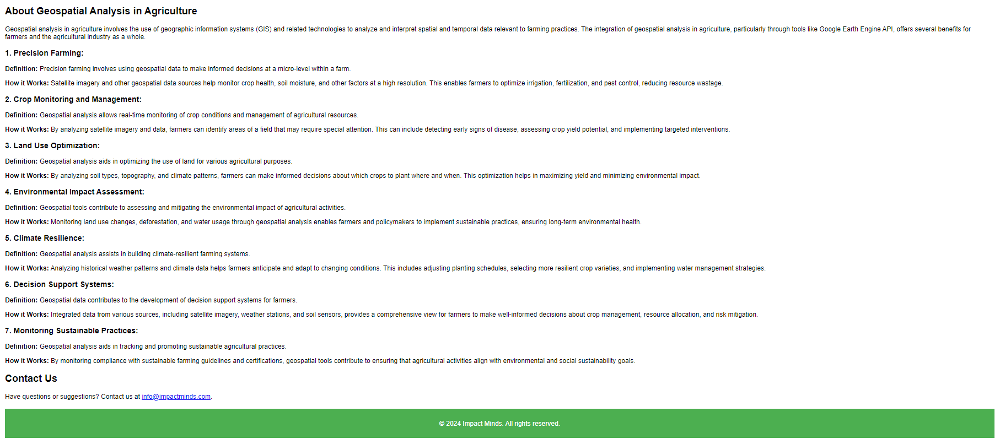 About Geospatial Analysis in Agriculture
Geospatial analysis in agriculture involves the use of geographic information systems (GIS) and related technologies to analyze and interpret spatial and temporal data relevant to farming practices. The integration of geospatial analysis in agriculture, particularly through tools like Google Earth Engine API, offers several benefits for
farmers and the agricultural industry as a whole.
1. Precision Farming:
Definition: Precision farming involves using geospatial data to make informed decisions at a micro-level within a farm.
How it Works: Satellite imagery and other geospatial data sources help monitor crop health, soil moisture, and other factors at a high resolution. This enables farmers to optimize irrigation, fertilization, and pest control, reducing resource wastage.
2. Crop Monitoring and Management:
Definition: Geospatial analysis allows real-time monitoring of crop conditions and management of agricultural resources.
How it Works: By analyzing satellite imagery and data, farmers can identify areas of a field that may require special attention. This can include detecting early signs of disease, assessing crop yield potential, and implementing targeted interventions.
3. Land Use Optimization:
Definition: Geospatial analysis aids in optimizing the use of land for various agricultural purposes.
How it Works: By analyzing soil types, topography, and climate patterns, farmers can make informed decisions about which crops to plant where and when. This optimization helps in maximizing yield and minimizing environmental impact.
4. Environmental Impact Assessment:
Definition: Geospatial tools contribute to assessing and mitigating the environmental impact of agricultural activities.
How it Works: Monitoring land use changes, deforestation, and water usage through geospatial analysis enables farmers and policymakers to implement sustainable practices, ensuring long-term environmental health.
5. Climate Resilience:
Definition: Geospatial analysis assists in building climate-resilient farming systems.
How it Works: Analyzing historical weather patterns and climate data helps farmers anticipate and adapt to changing conditions. This includes adjusting planting schedules, selecting more resilient crop varieties, and implementing water management strategies.
6. Decision Support Systems:
Definition: Geospatial data contributes to the development of decision support systems for farmers.
How it Works: Integrated data from various sources, including satellite imagery, weather stations, and soil sensors, provides a comprehensive view for farmers to make well-informed decisions about crop management, resource allocation, and risk mitigation.
7. Monitoring Sustainable Practices:
Definition: Geospatial analysis aids in tracking and promoting sustainable agricultural practices.
How it Works: By monitoring compliance with sustainable farming guidelines and certifications, geospatial tools contribute to ensuring that agricultural activities align with environmental and social sustainability goals.
Contact Us
Have questions or suggestions? Contact us at info@impactminds.com.
© 2024 Impact Minds. All rights reserved.